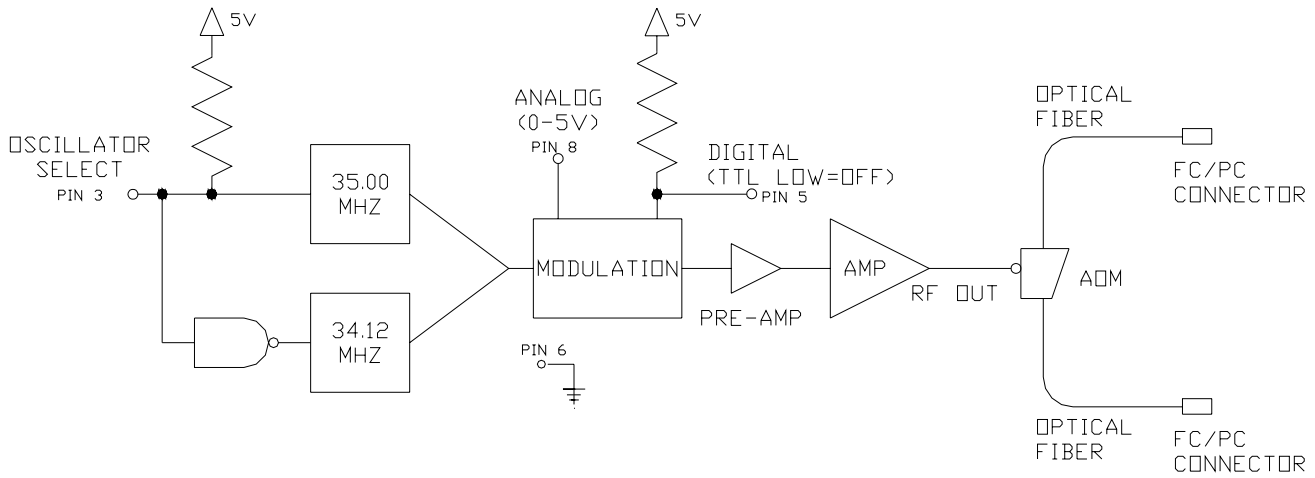 5V
5V
OPTICAL
FIBER
ANALOG
(0-5V)
PIN 8
OSCILLATOR
SELECT
PIN 3
DIGITAL
(TTL LOW=OFF)
PIN 5
FC/PC
CONNECTOR
35.00
MHZ
MODULATION
AMP
RF OUT
AOM
PRE-AMP
34.12
MHZ
PIN 6
OPTICAL
FIBER
FC/PC
CONNECTOR